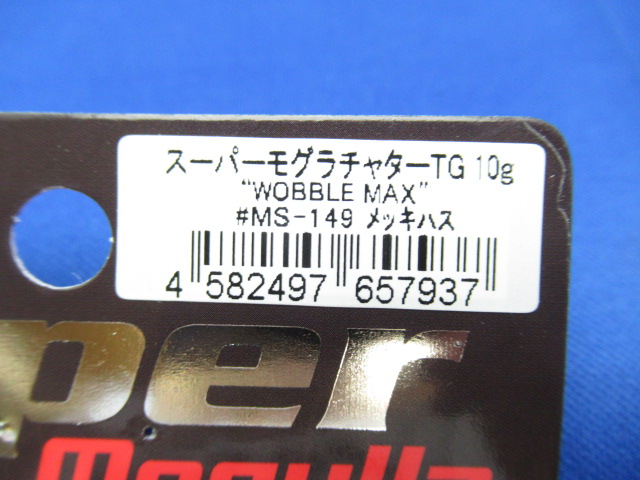 スーパーモグラチャターTG 10g
“WOBBLE MAX”
#MS-149 メッキハス
4 582497 657937
per
Mogulla